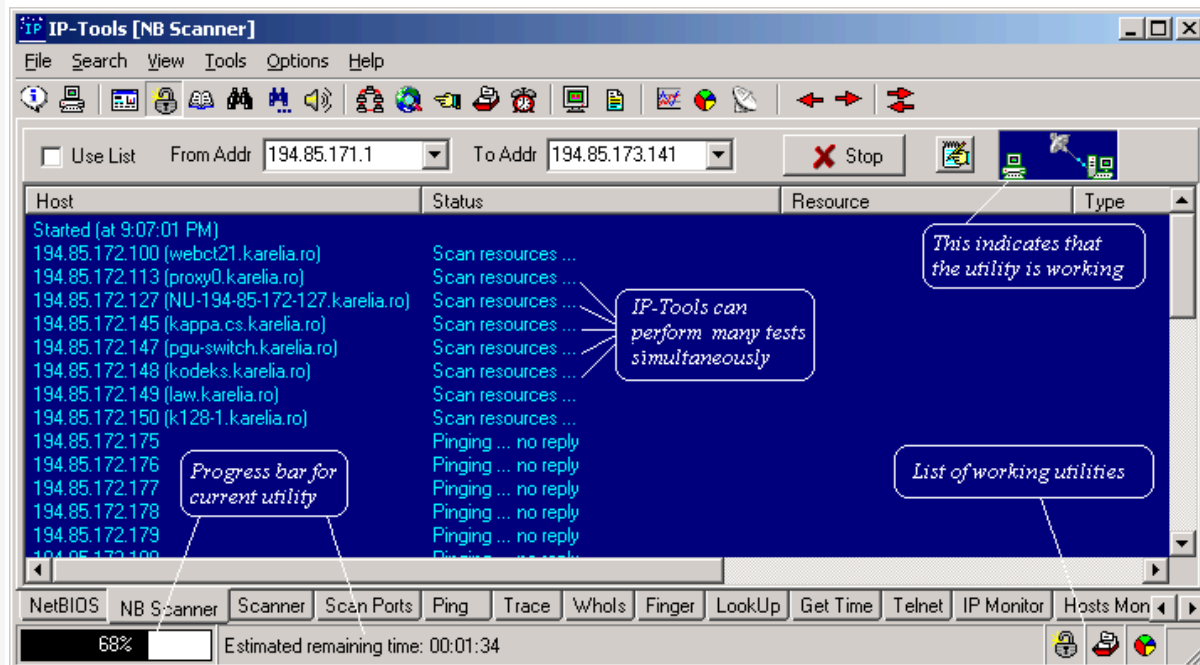 IP-Tools [NB Scanner]
File Search View Tools Options Help
Use List From Addr 194.85.171.1 To Addr 194.85.173.141 Stop
Host Status Resource Type
Started (at 9:07:01 PM)
194.85.172.100 (webct21.karelia.ro) Scan resources ...
194.85.172.113 (proxy0.karelia.ro) Scan resources ...
194.85.172.127 (NU-194-85-172-127.karelia.ro) Scan resources ...
194.85.172.145 (kappa.cs.karelia.ro) Scan resources ...
194.85.172.147 (pgu-switch.karelia.ro) Scan resources ...
194.85.172.148 (kodeks.karelia.ro) Scan resources ...
194.85.172.149 (law.karelia.ro) Scan resources ...
194.85.172.150 (k128-1.karelia.ro) Scan resources ...
194.85.172.175 Pinging ... no reply
194.85.172.176 Pinging ... no reply
194.85.172.177 Pinging ... no reply
194.85.172.178 Pinging ... no reply
194.85.172.179 Pinging ... no reply
This indicates that
the utility is working
IP-Tools can
perform many tests
simultaneously
Progress bar for
current utility
List of working utilities
NetBIOS NB Scanner Scanner Scan Ports Ping Trace WhoIs Finger LookUp Get Time Telnet IP Monitor Hosts Mon
68% Estimated remaining time: 00:01:34